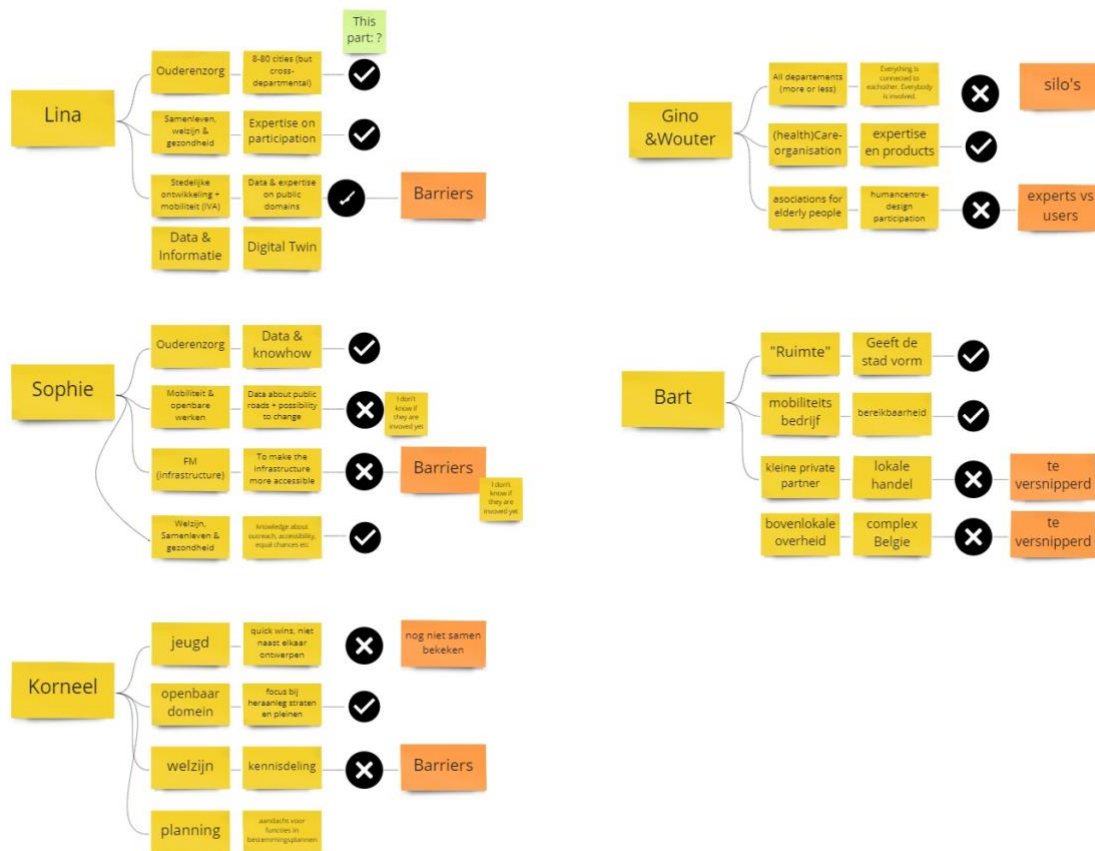 This
part: ?
Lina
Ouderenzorg
8-80 cities (but
cross-
departmental)
Samenleven,
welzijn &
gezondheid
Expertise on
participation
Stedelijke
ontwikkeling +
mobiliteit (IVA)
Data & expertise
on public
domains
Barriers
Data &
Informatie
Digital Twin
Gino
&Wouter
All departements
(more or less)
Everything is
connected to
eachother. Everybody
is involved.
silo's
(health)Care-
organisation
expertise
en products
asociations for
elderly people
humancentre-
design
participation
experts vs
users
Sophie
Ouderenzorg
Data &
knowhow
Mobiliteit &
openbare
werken
Data about public
roads + possibility
to change
I don't
know if
they are
invoved yet
FM
(infrastructure)
To make the
infrastructure
more accessible
Barriers
I don't
know if
they are
invoved yet
Welzijn,
Samenleven &
gezondheid
knowledge about
outreach, accessibility,
equal chances etc
Bart
"Ruimte"
Geeft de
stad vorm
mobiliteits
bedrijf
bereikbaarheid
kleine private
partner
lokale
handel
te
versnipperd
bovenlokale
overheid
complex
Belgie
te
versnipperd
Korneel
jeugd
quick wins, niet
naast elkaar
ontwerpen
nog niet samen
bekeken
openbaar
domein
focus bij
heraanleg straten
en pleinen
welzijn
kennisdeling
Barriers
planning
aandacht voor
functies in
bestemmingsplannen